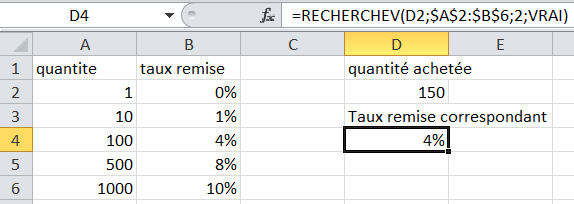 D4 fx =RECHERCHEV(D2;$A$2:$B$6;2;VRAI)
A B C D E
1 quantite taux remise quantité achetée
2 1 0% 150
3 10 1% Taux remise correspondant
4 100 4% 4%
5 500 8%
6 1000 10%